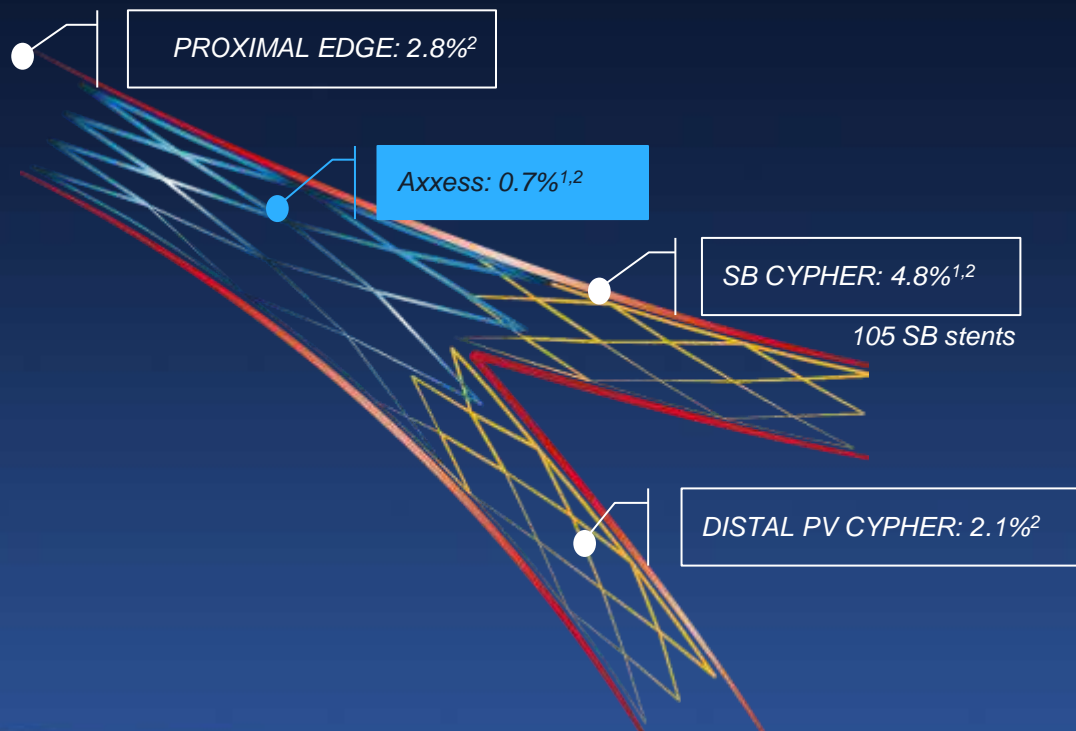 PROXIMAL EDGE: 2.8%²
Axxess: 0.7%¹,²
SB CYPHER: 4.8%¹,²
105 SB stents
DISTAL PV CYPHER: 2.1%²